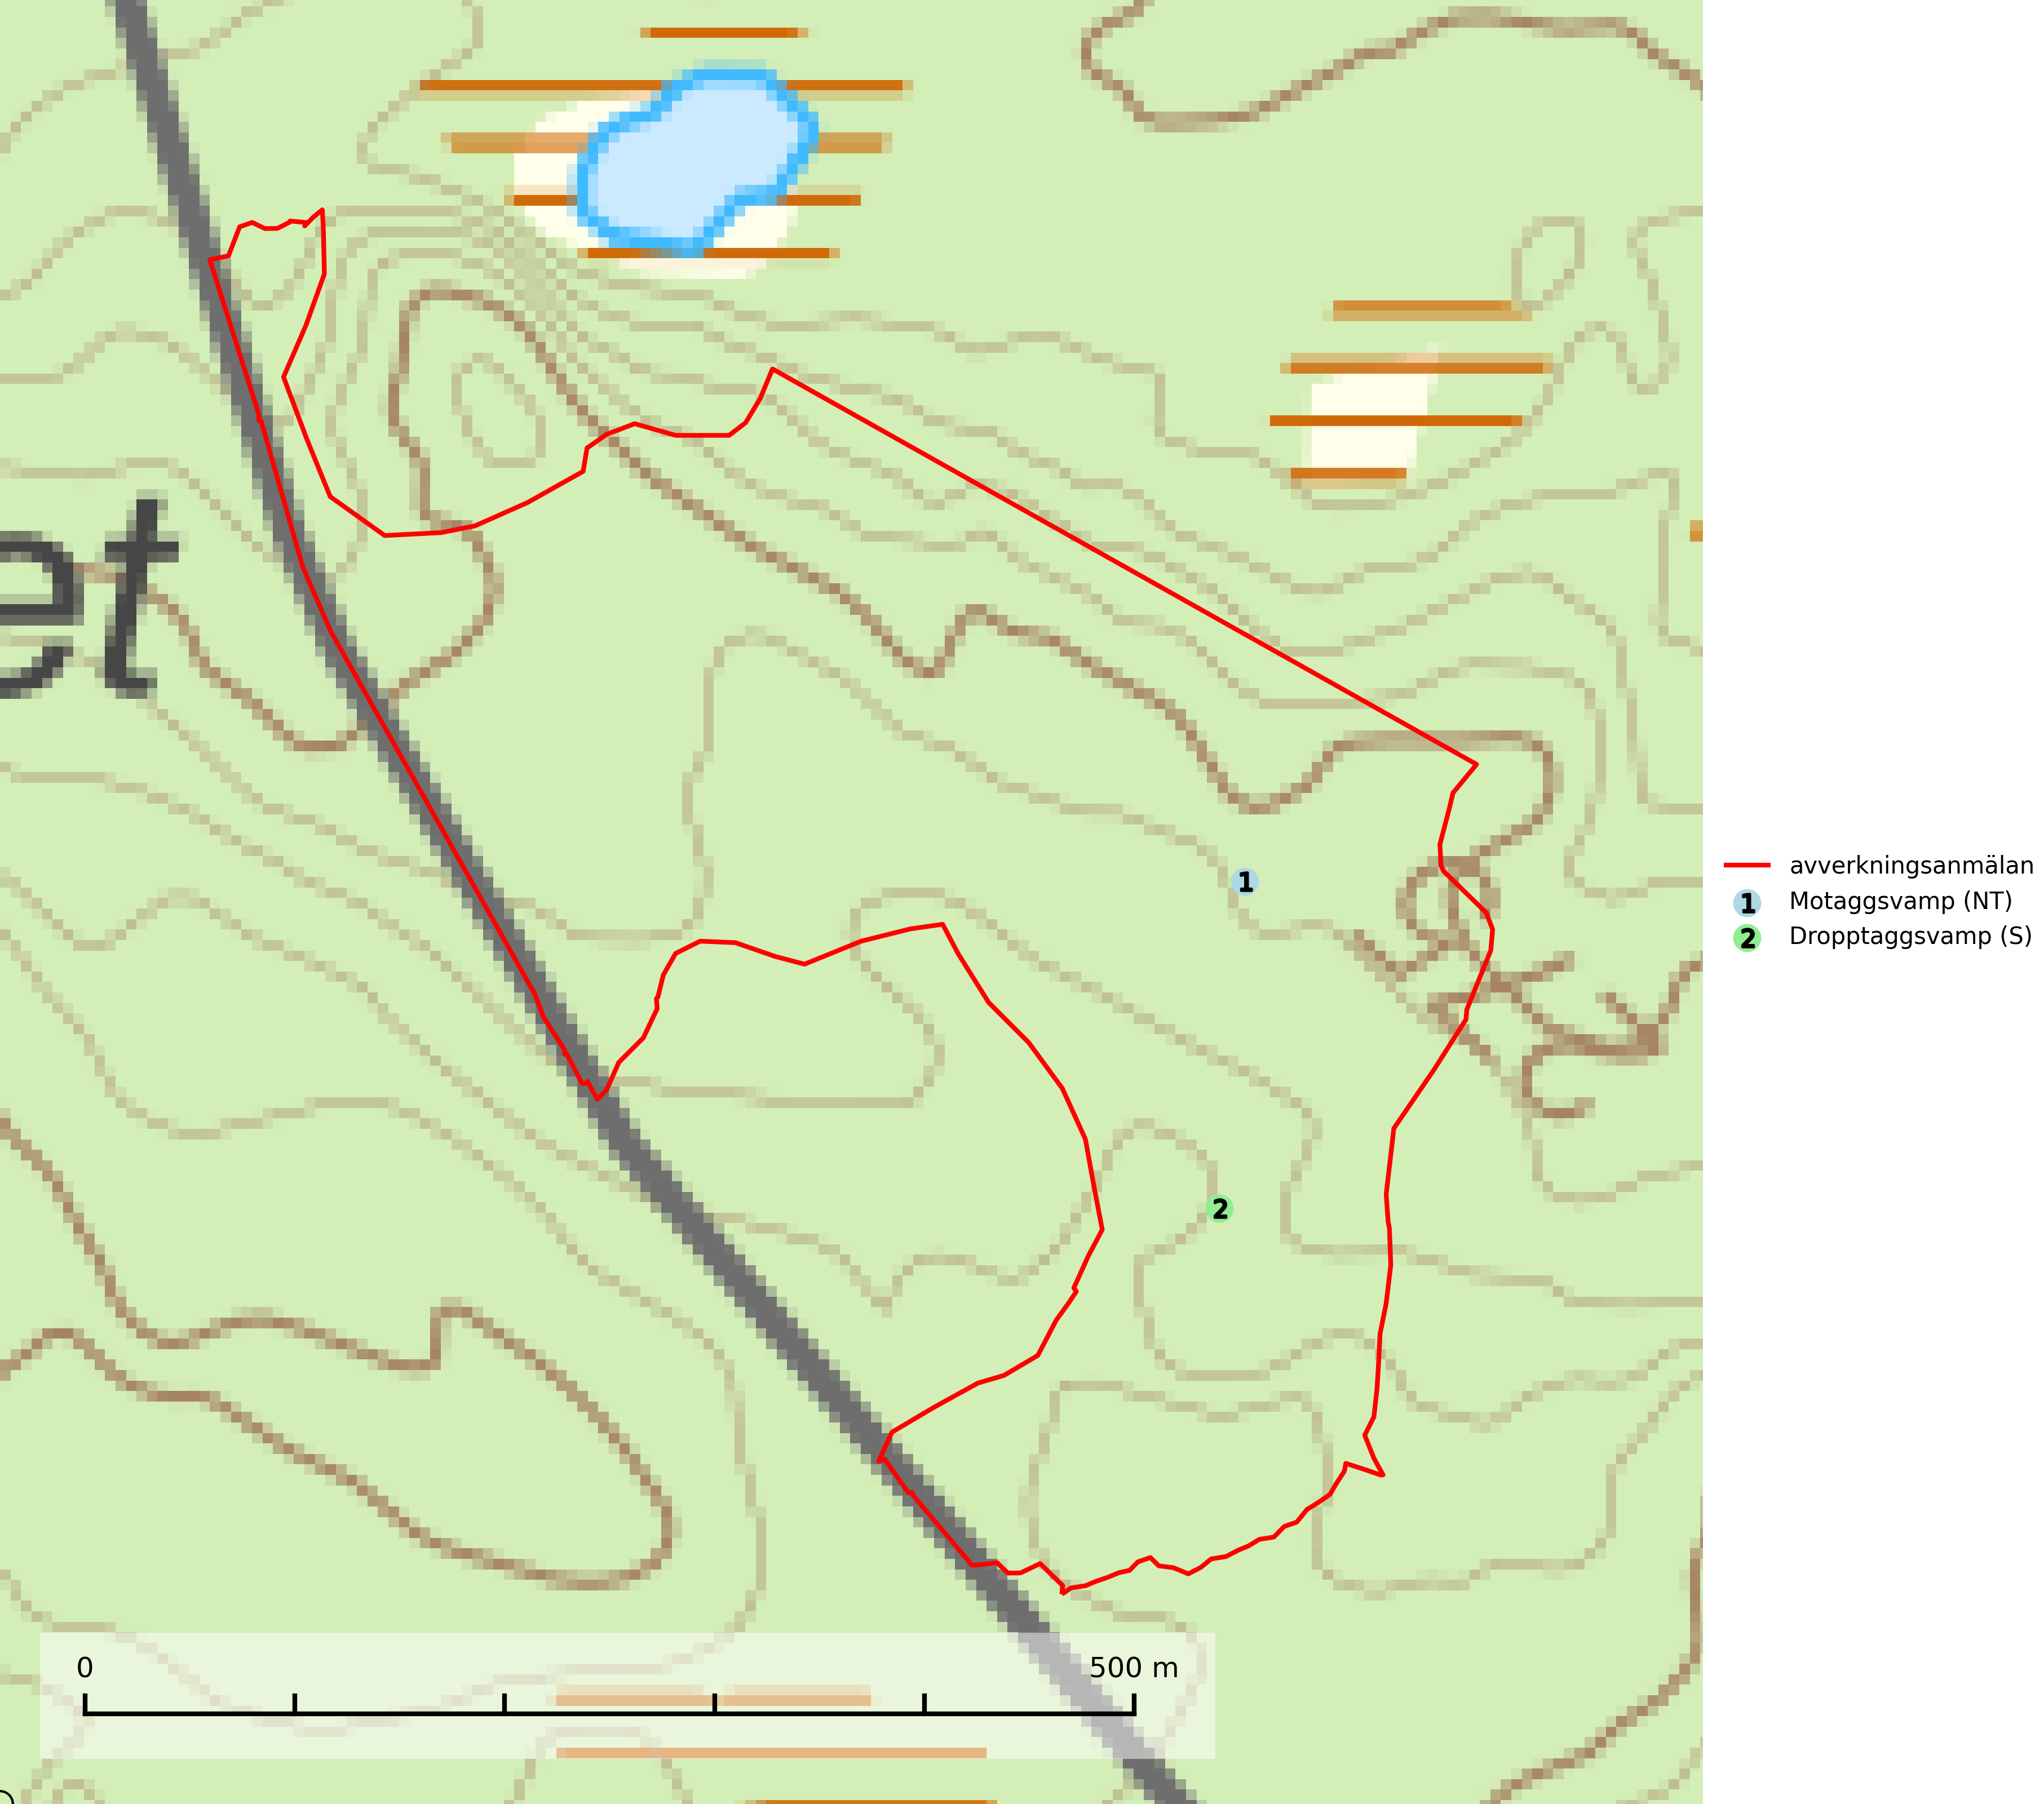 et
1
2
avverkningsanmälan
1 Motaggsvamp (NT)
2 Dropptaggsvamp (S)
0 500 m